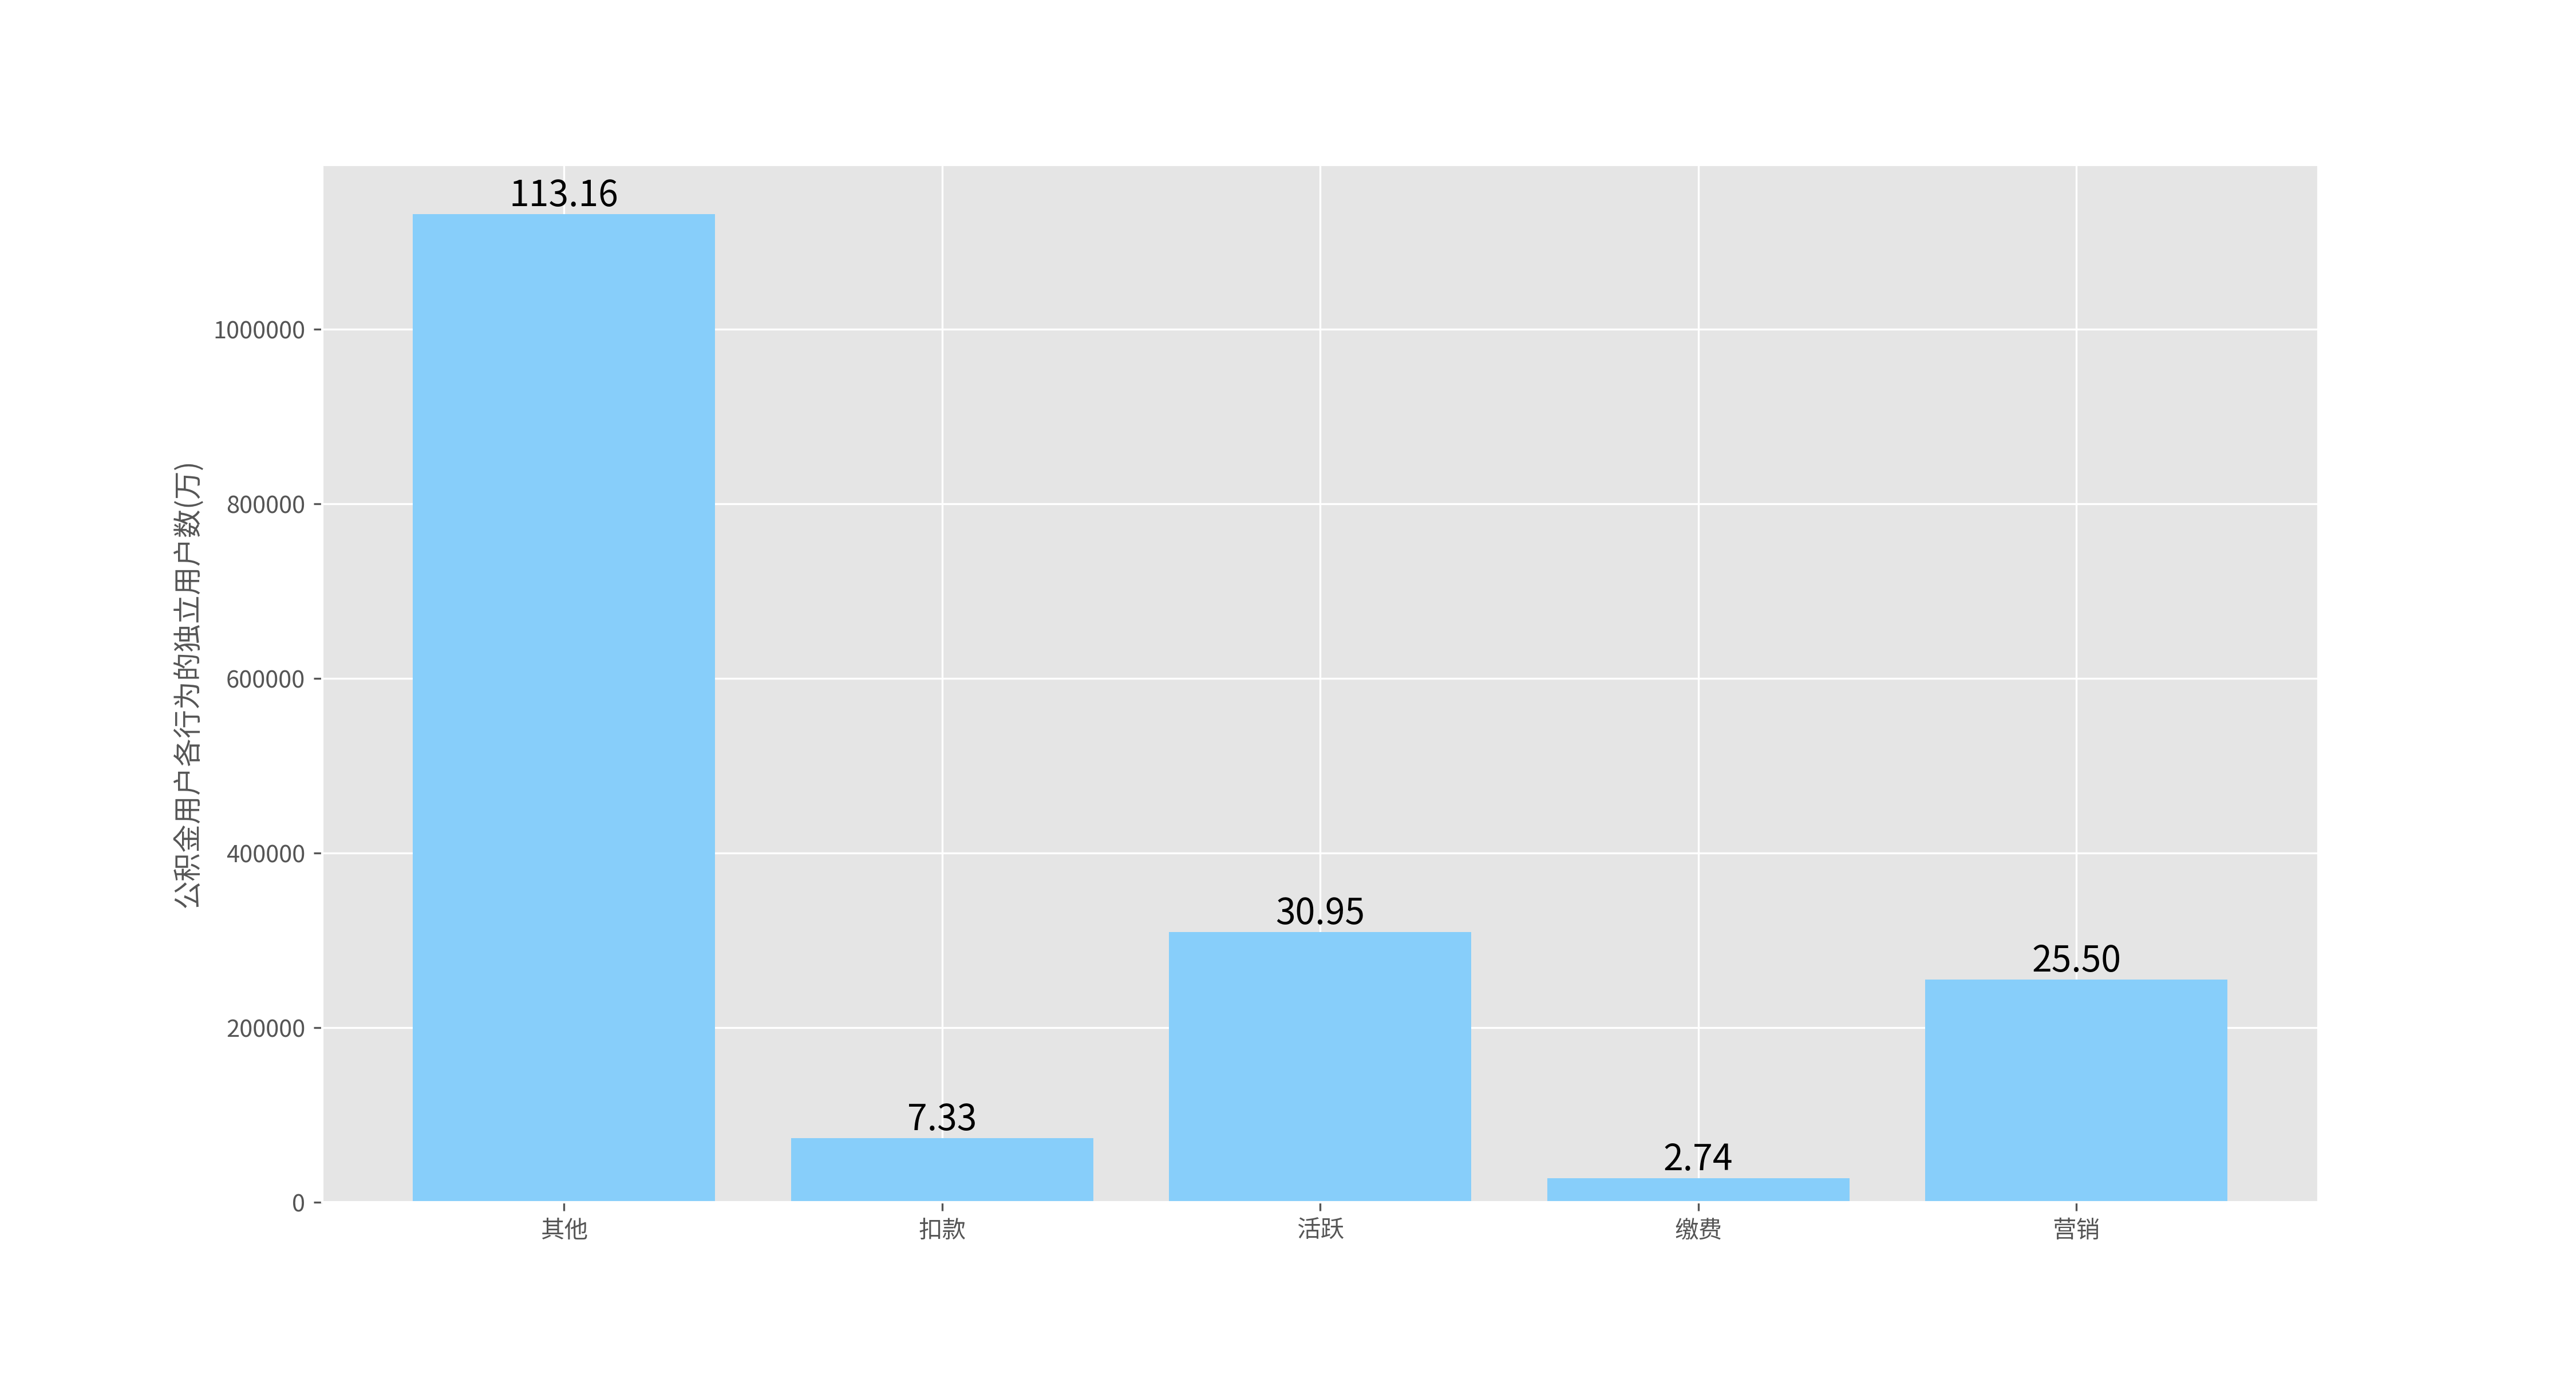 公积金用户各行为的独立用户数(万)
1000000
800000
600000
400000
200000
0
113.16
7.33
30.95
2.74
25.50
其他
扣款
活跃
缴费
营销